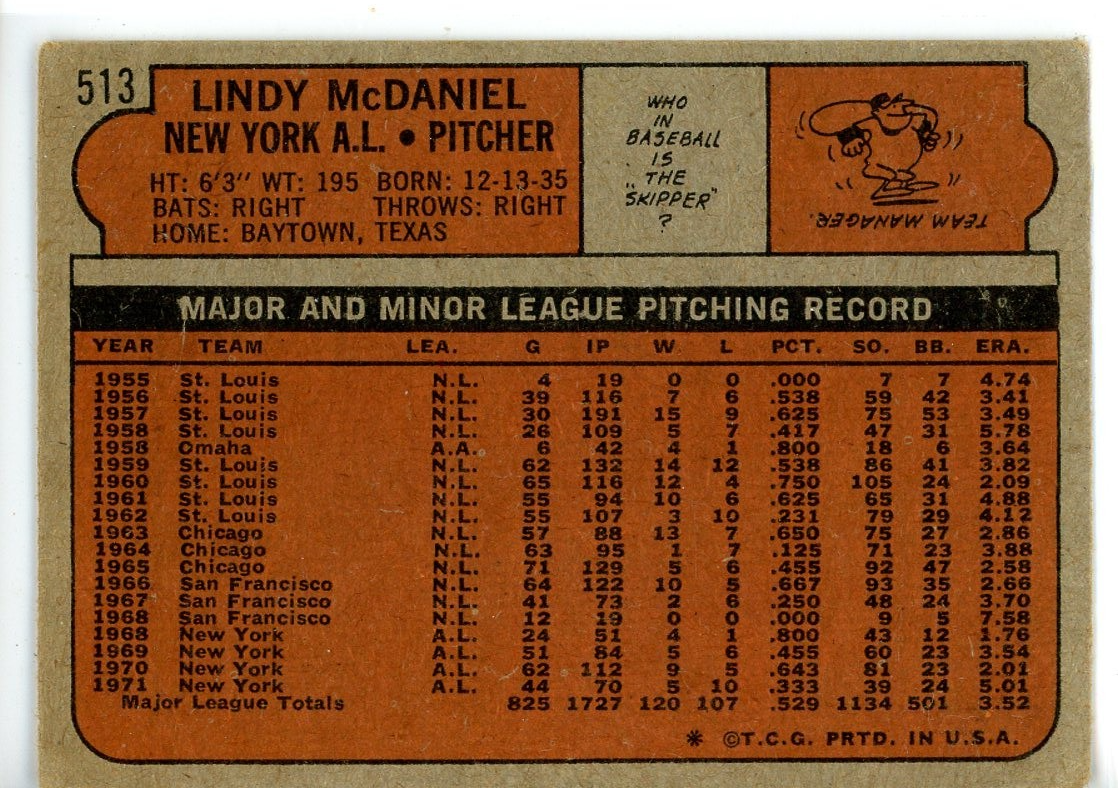 513
LINDY McDANIEL
NEW YORK A.L. • PITCHER
HT: 6'3" WT: 195 BORN: 12-13-35
BATS: RIGHT THROWS: RIGHT
HOME: BAYTOWN, TEXAS
WHO
IN
BASEBALL
IS
"THE
SKIPPER"
?
TEAM MANAGER.
MAJOR AND MINOR LEAGUE PITCHING RECORD
YEAR TEAM LEA. G IP W L PCT. SO. BB. ERA.
1955 St. Louis N.L. 4 19 0 0 .000 7 7 4.74
1956 St. Louis N.L. 39 116 7 6 .538 59 42 3.41
1957 St. Louis N.L. 30 191 15 9 .625 75 53 3.49
1958 St. Louis N.L. 26 109 5 7 .417 47 31 5.78
1958 Omaha A.A. 6 42 4 1 .800 18 6 3.64
1959 St. Louis N.L. 62 132 14 12 .538 86 41 3.82
1960 St. Louis N.L. 65 116 12 4 .750 105 24 2.09
1961 St. Louis N.L. 55 94 10 6 .625 65 31 4.88
1962 St. Louis N.L. 55 107 3 10 .231 79 29 4.12
1963 Chicago N.L. 57 88 13 7 .650 75 27 2.86
1964 Chicago N.L. 63 95 1 7 .125 71 23 3.88
1965 Chicago N.L. 71 129 5 6 .455 92 47 2.58
1966 San Francisco N.L. 64 122 10 5 .667 93 35 2.66
1967 San Francisco N.L. 41 73 2 6 .250 48 24 3.70
1968 San Francisco N.L. 12 19 0 0 .000 9 5 7.58
1968 New York A.L. 24 51 4 1 .800 43 12 1.76
1969 New York A.L. 51 84 5 6 .455 60 23 3.54
1970 New York A.L. 62 112 9 5 .643 81 23 2.01
1971 New York A.L. 44 70 5 10 .333 39 24 5.01
Major League Totals 825 1727 120 107 .529 1134 501 3.52
* ©T.C.G. PRTD. IN U.S.A.